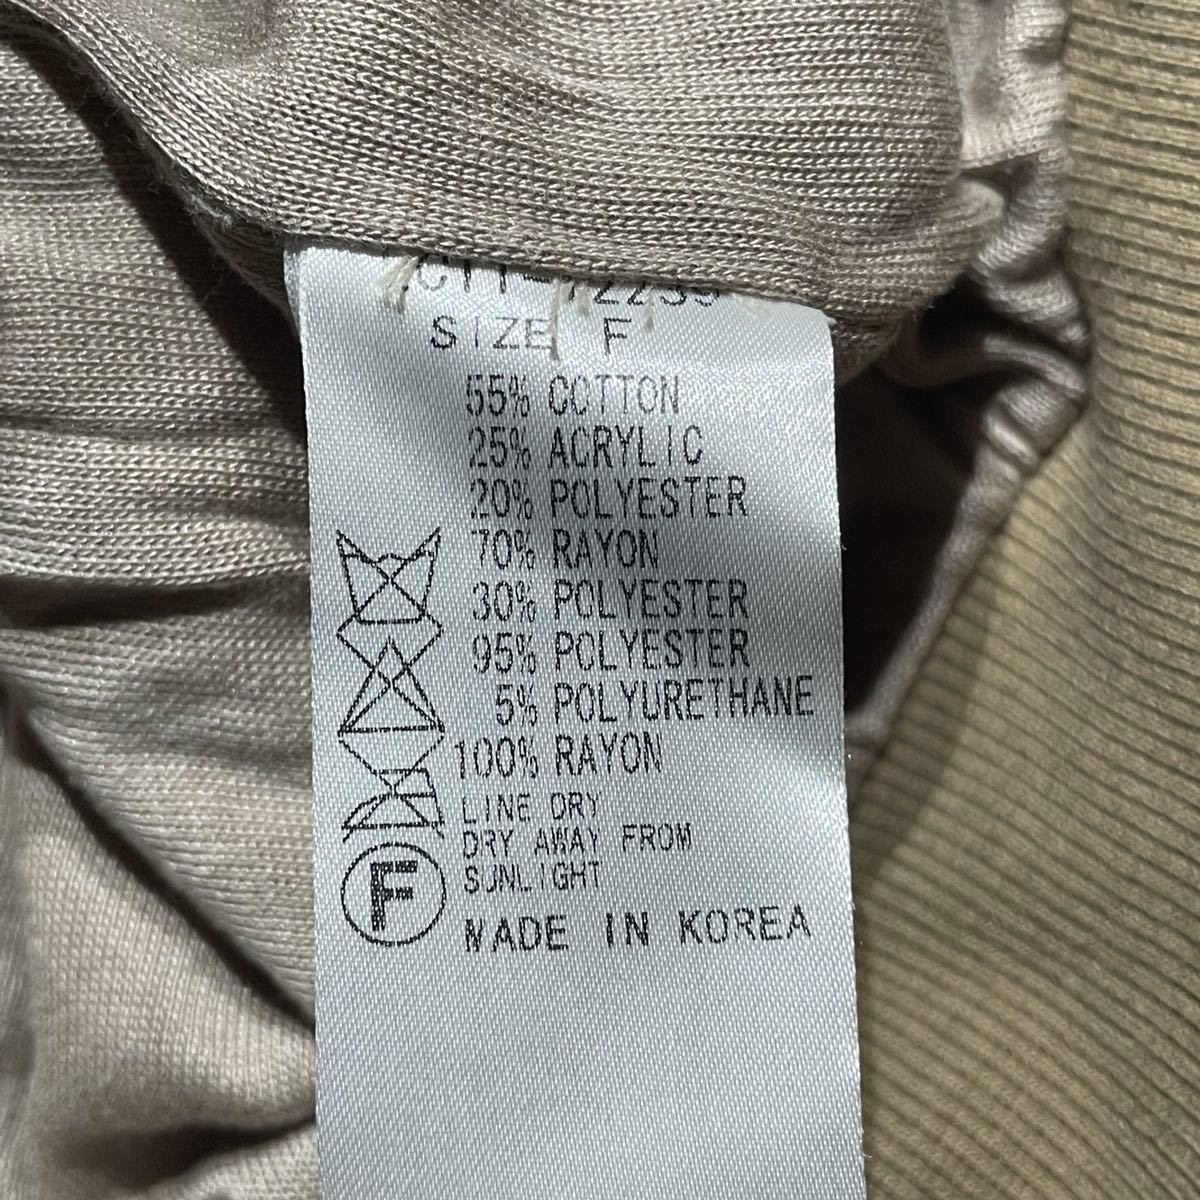 SIZE F
55% COTTON
25% ACRYLIC
20% POLYESTER
70% RAYON
30% POLYESTER
95% POLYESTER
5% POLYURETHANE
100% RAYON
LINE DRY
DRY AWAY FROM
SUNLIGHT
F
MADE IN KOREA